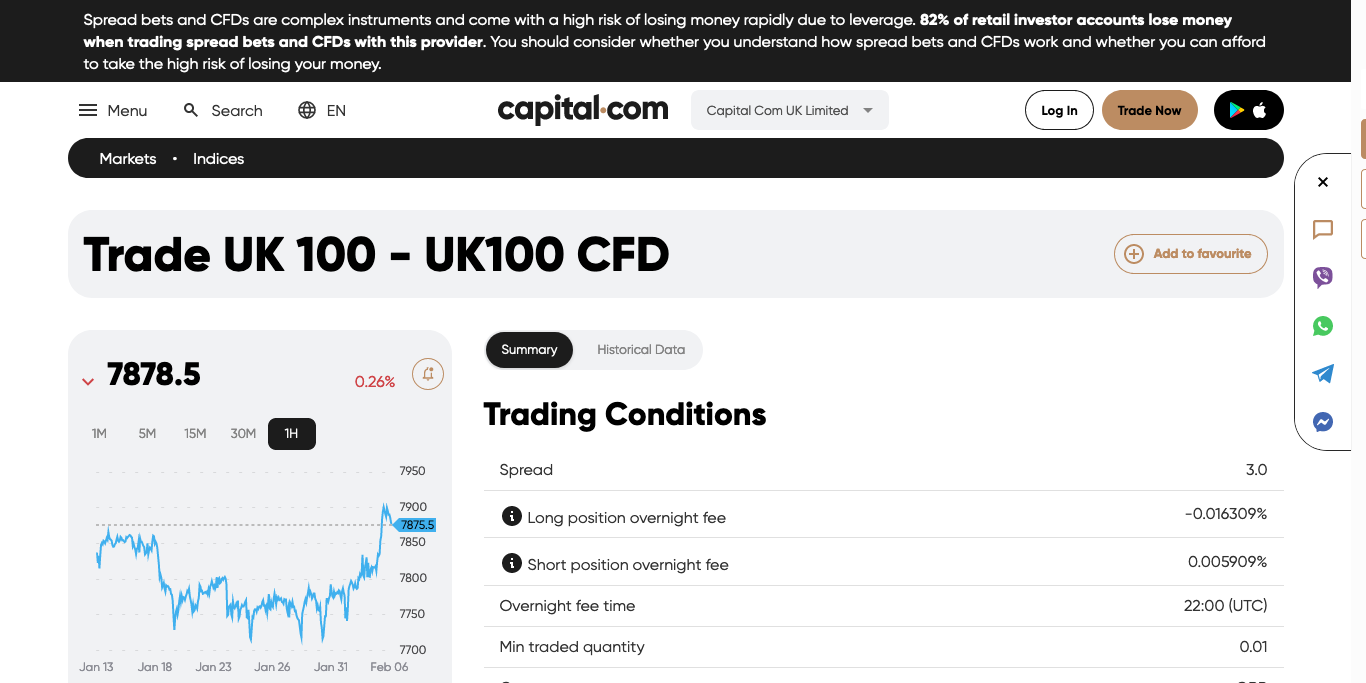 Spread bets and CFDs are complex instruments and come with a high risk of losing money rapidly due to leverage. 82% of retail investor accounts lose money
when trading spread bets and CFDs with this provider. You should consider whether you understand how spread bets and CFDs work and whether you can afford
to take the high risk of losing your money.
Menu Search EN capital.com Capital Com UK Limited Log In Trade Now
Markets • Indices
Trade UK 100 - UK100 CFD Add to favourite
7878.5 0.26%
1M 5M 15M 30M 1H
7950
7900
7875.5
7850
7800
7750
7700
Jan 13 Jan 18 Jan 23 Jan 26 Jan 31 Feb 06
Summary Historical Data
Trading Conditions
Spread 3.0
Long position overnight fee -0.016309%
Short position overnight fee 0.005909%
Overnight fee time 22:00 (UTC)
Min traded quantity 0.01